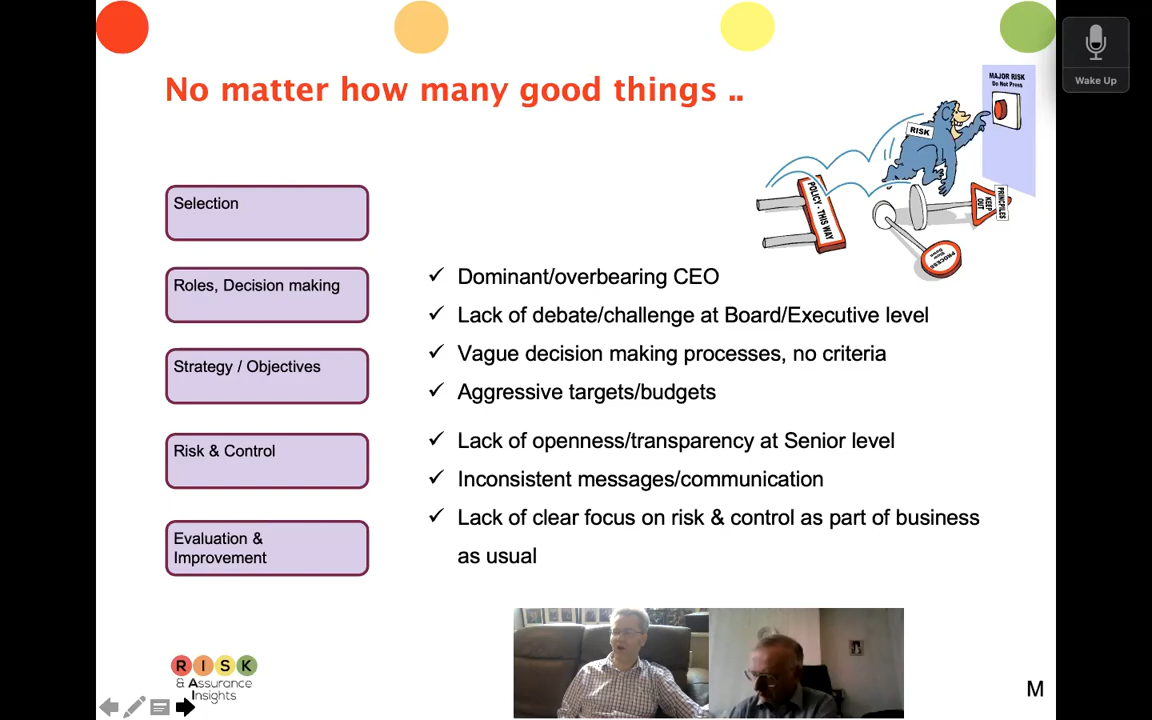 No matter how many good things ..
MAJOR RISK
Do Not Press
RISK
POLICY - THIS WAY
KEEP OUT
PRINCIPLES
PROCESS
Wake Up
Selection
Roles, Decision making
Strategy / Objectives
Risk & Control
Evaluation &
Improvement
Dominant/overbearing CEO
Lack of debate/challenge at Board/Executive level
Vague decision making processes, no criteria
Aggressive targets/budgets
Lack of openness/transparency at Senior level
Inconsistent messages/communication
Lack of clear focus on risk & control as part of business
as usual
RISK
& Assurance
Insights
M